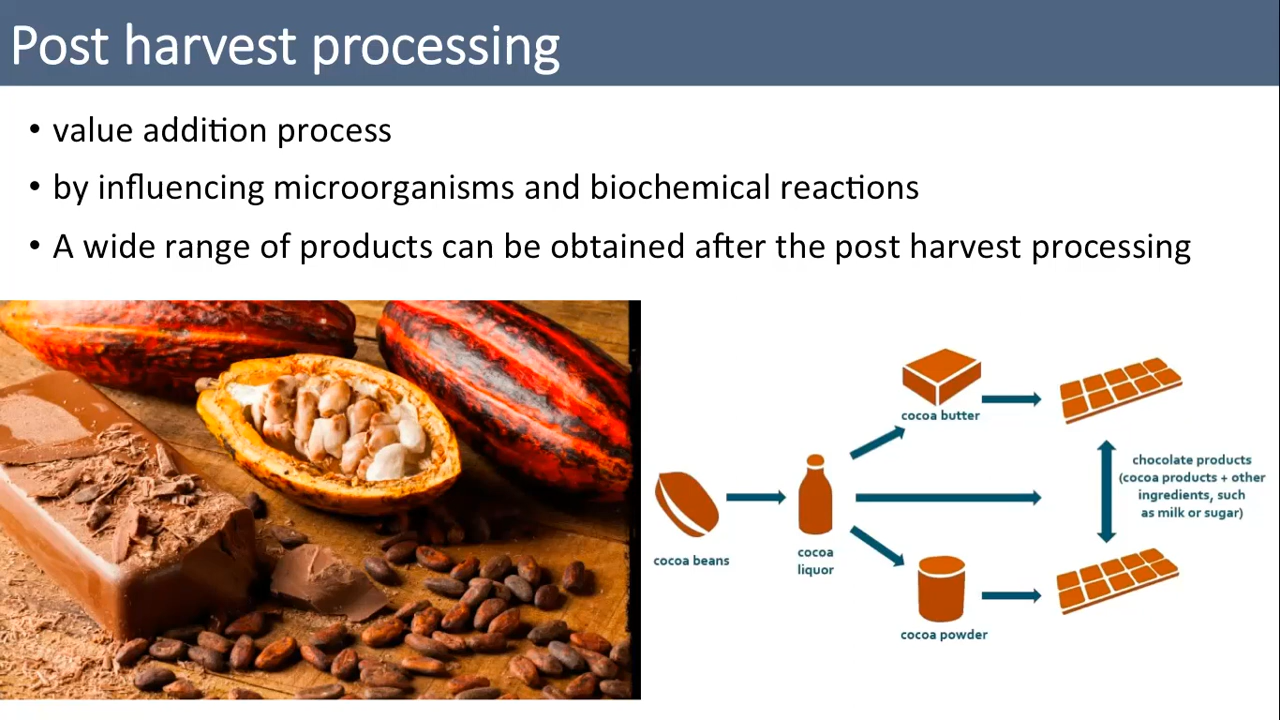 Post harvest processing
• value addition process
• by influencing microorganisms and biochemical reactions
• A wide range of products can be obtained after the post harvest processing
cocoa butter
chocolate products
(cocoa products + other
ingredients, such
as milk or sugar)
cocoa beans
cocoa
liquor
cocoa powder